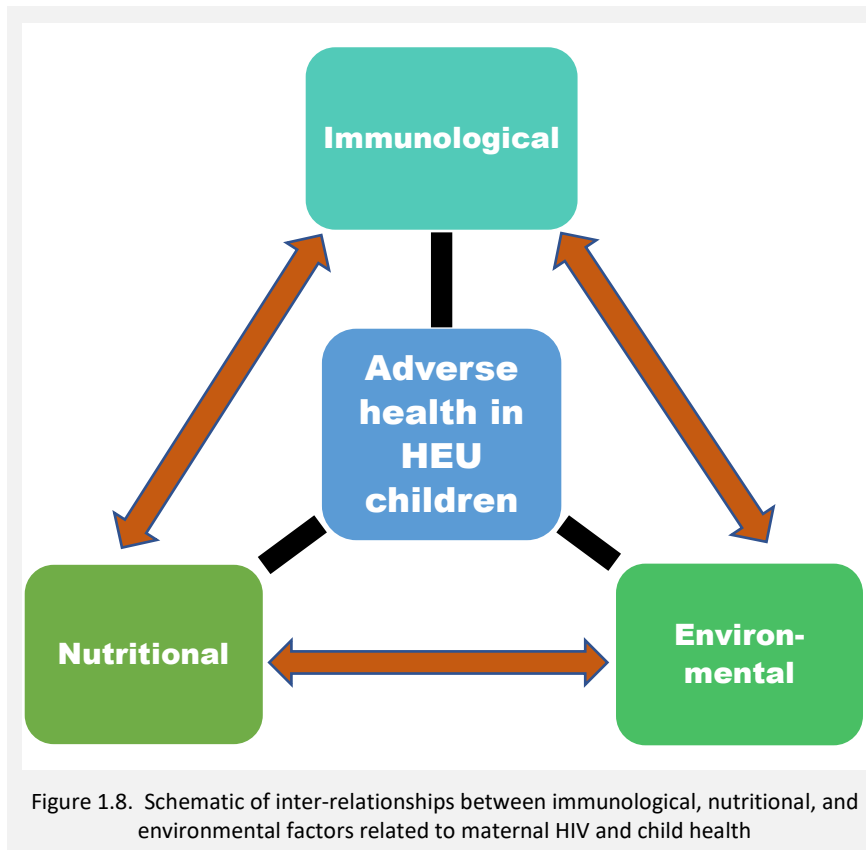 Immunological
Adverse
health in
HEU
children
Nutritional
Environ-
mental
Figure 1.8. Schematic of inter-relationships between immunological, nutritional, and
environmental factors related to maternal HIV and child health